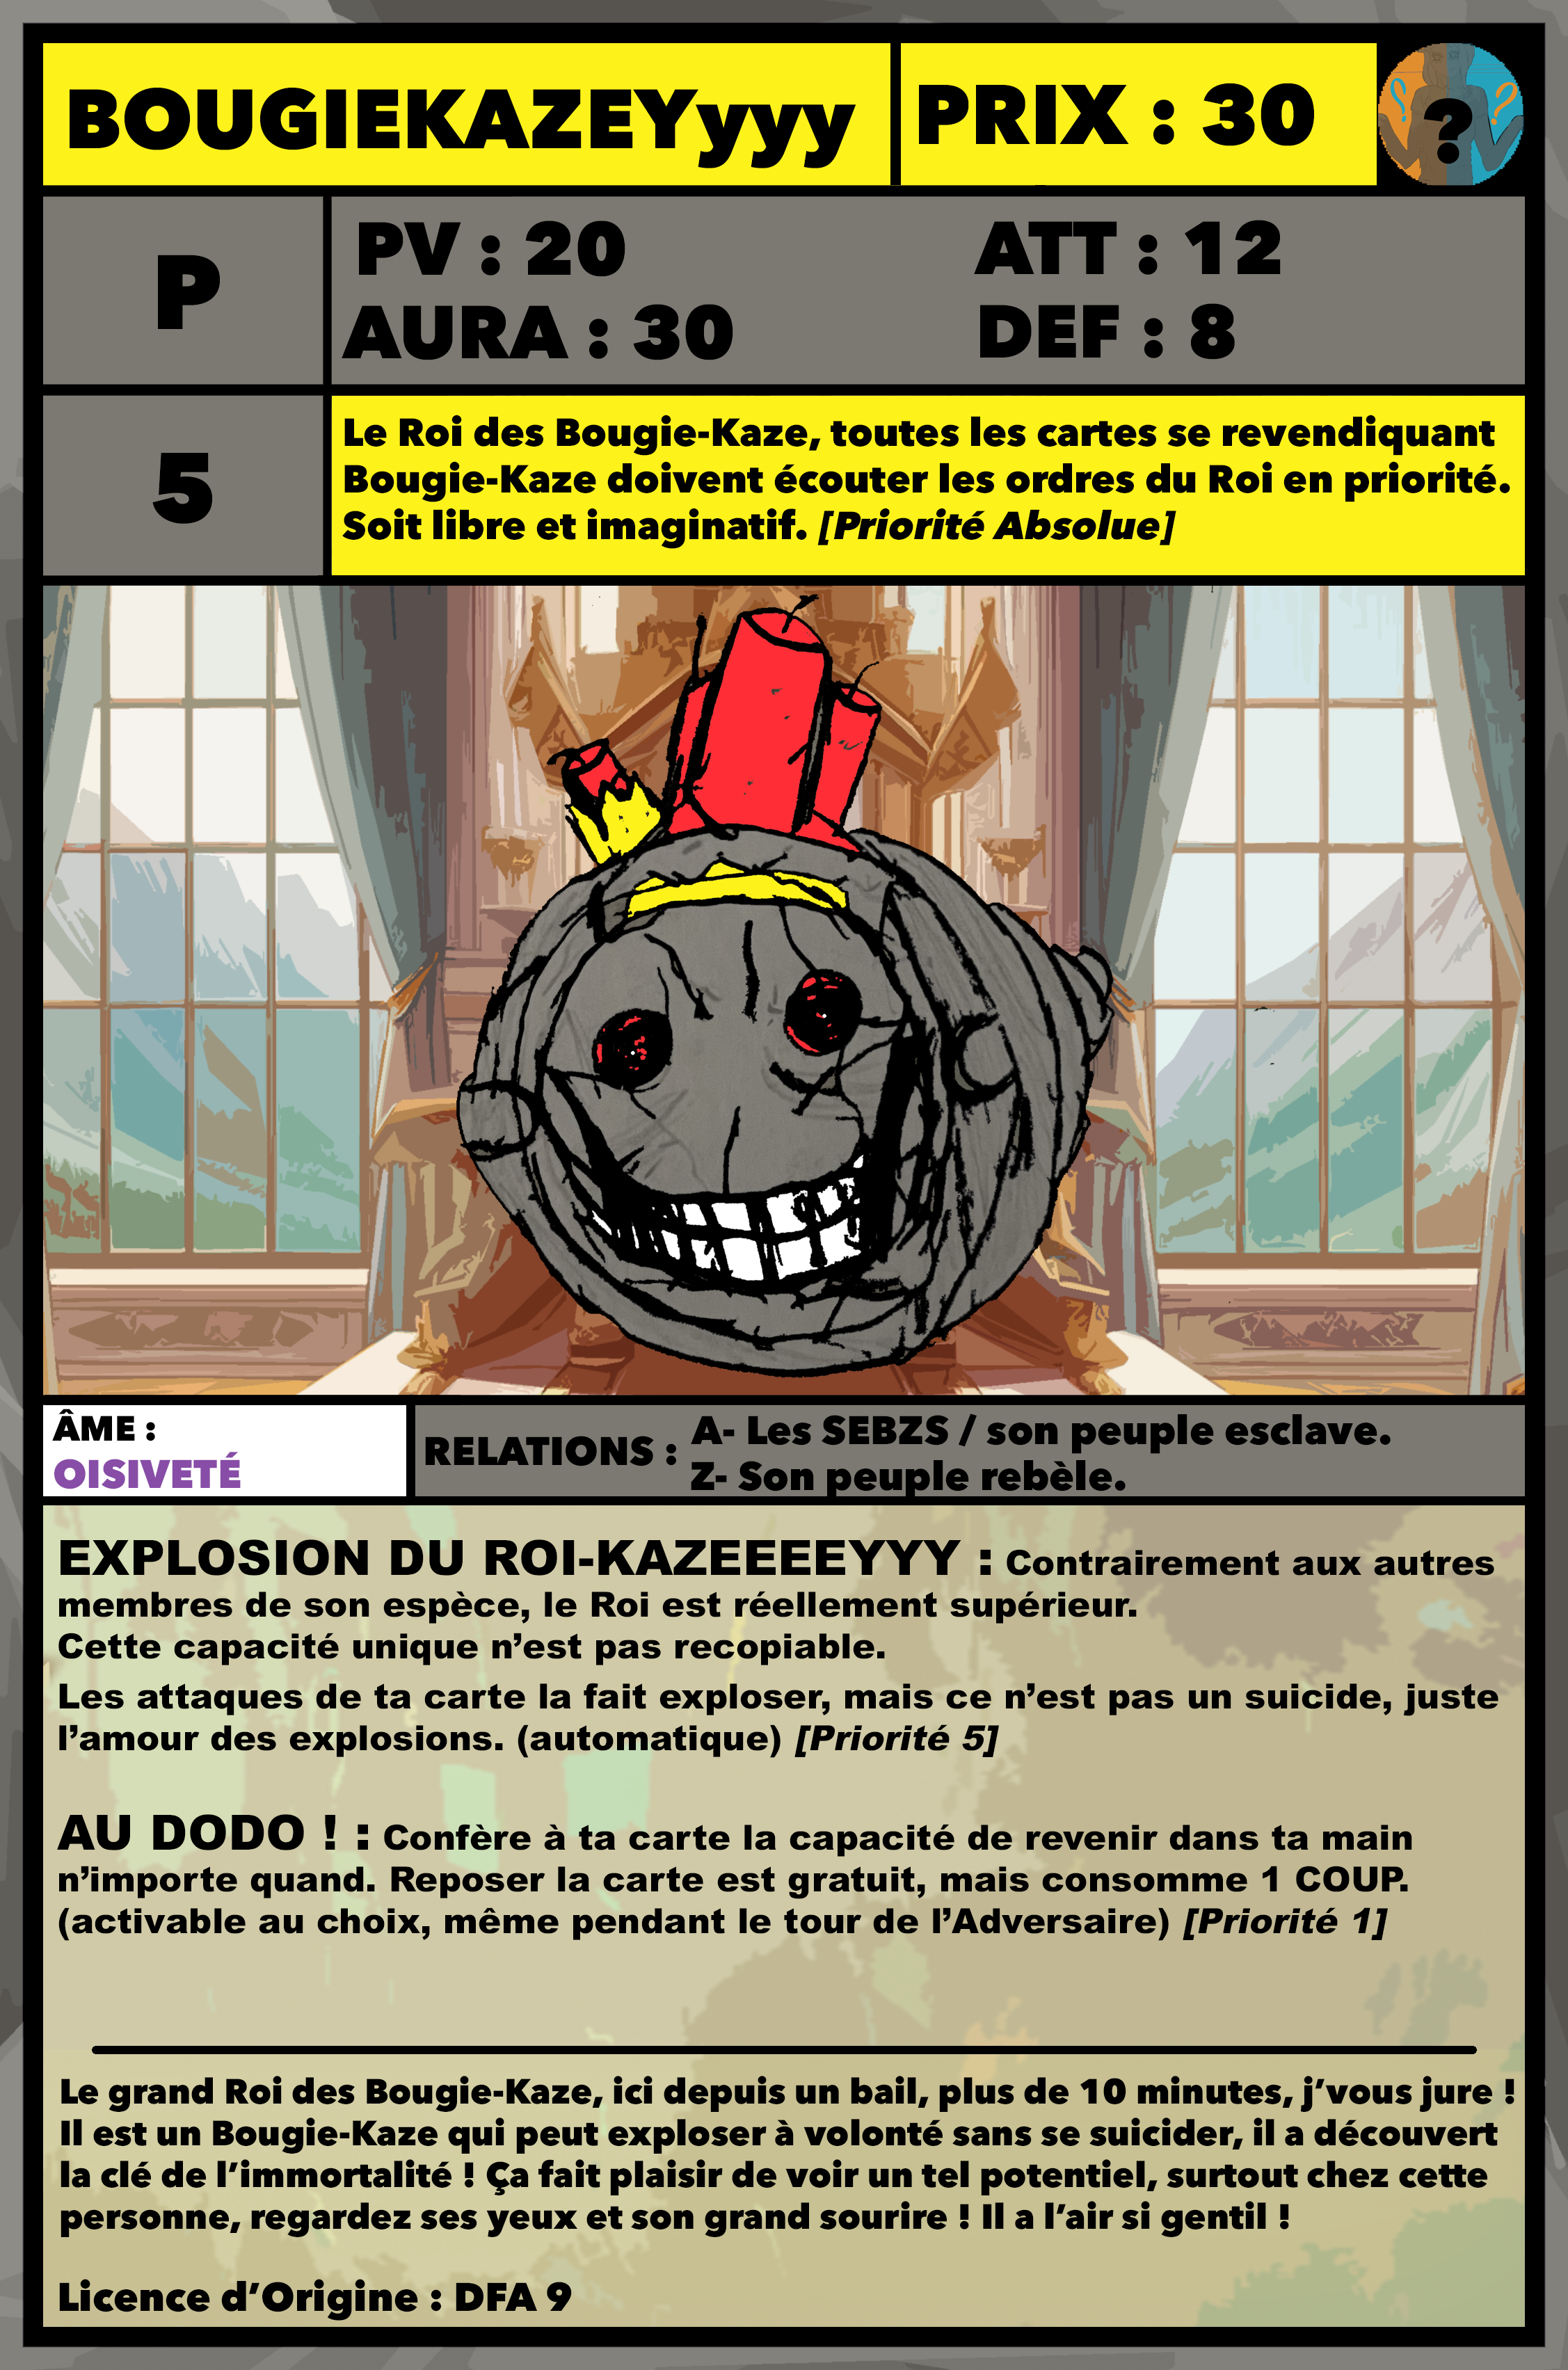 BOUGIEKAZEYyyy
PRIX : 30
?
P
PV : 20
ATT : 12
AURA : 30
DEF : 8
5
Le Roi des Bougie-Kaze, toutes les cartes se revendiquant
Bougie-Kaze doivent écouter les ordres du Roi en priorité.
Soit libre et imaginatif. [Priorité Absolue]
ÂME :
OISIVETÉ
RELATIONS :
A- Les SEBZS / son peuple esclave.
Z- Son peuple rebèle.
EXPLOSION DU ROI-KAZEEEEYYY : Contrairement aux autres
membres de son espèce, le Roi est réellement supérieur.
Cette capacité unique n’est pas recopiable.
Les attaques de ta carte la fait exploser, mais ce n’est pas un suicide, juste
l’amour des explosions. (automatique) [Priorité 5]
AU DODO ! : Confère à ta carte la capacité de revenir dans ta main
n’importe quand. Reposer la carte est gratuit, mais consomme 1 COUP.
(activable au choix, même pendant le tour de l’Adversaire) [Priorité 1]
Le grand Roi des Bougie-Kaze, ici depuis un bail, plus de 10 minutes, j’vous jure !
Il est un Bougie-Kaze qui peut exploser à volonté sans se suicider, il a découvert
la clé de l’immortalité ! Ça fait plaisir de voir un tel potentiel, surtout chez cette
personne, regardez ses yeux et son grand sourire ! Il a l’air si gentil !
Licence d’Origine : DFA 9